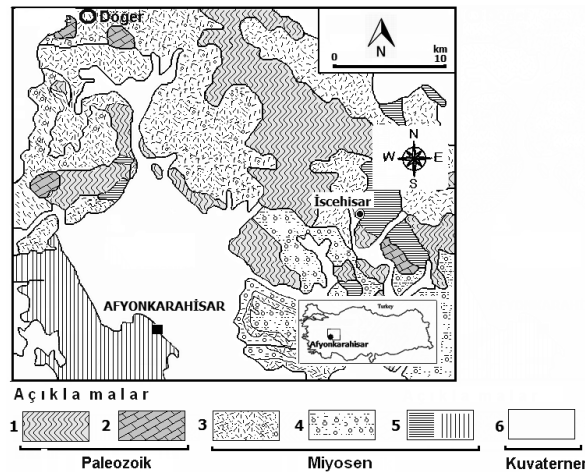 Döger
N
km
0 10
N
W E
S
İscehisar
AFYONKARAHİSAR
Turkey
Afyonkarahisar
Açıklamalar
1 2 3 4 5 6
Paleozoik Miyosen Kuvaterner